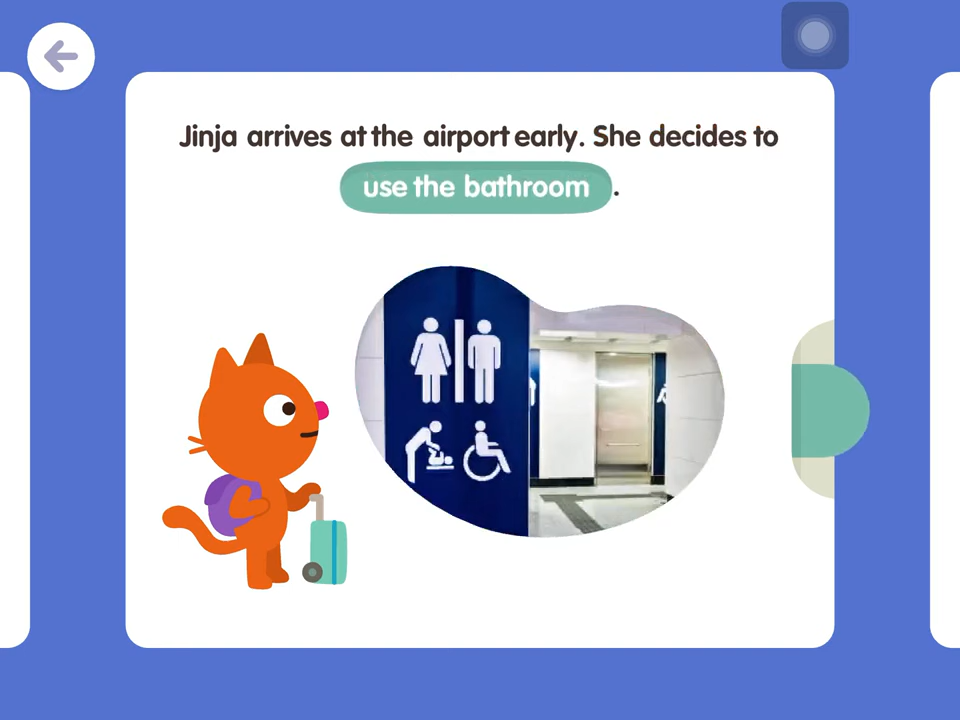 Jinja arrives at the airport early. She decides to
use the bathroom.